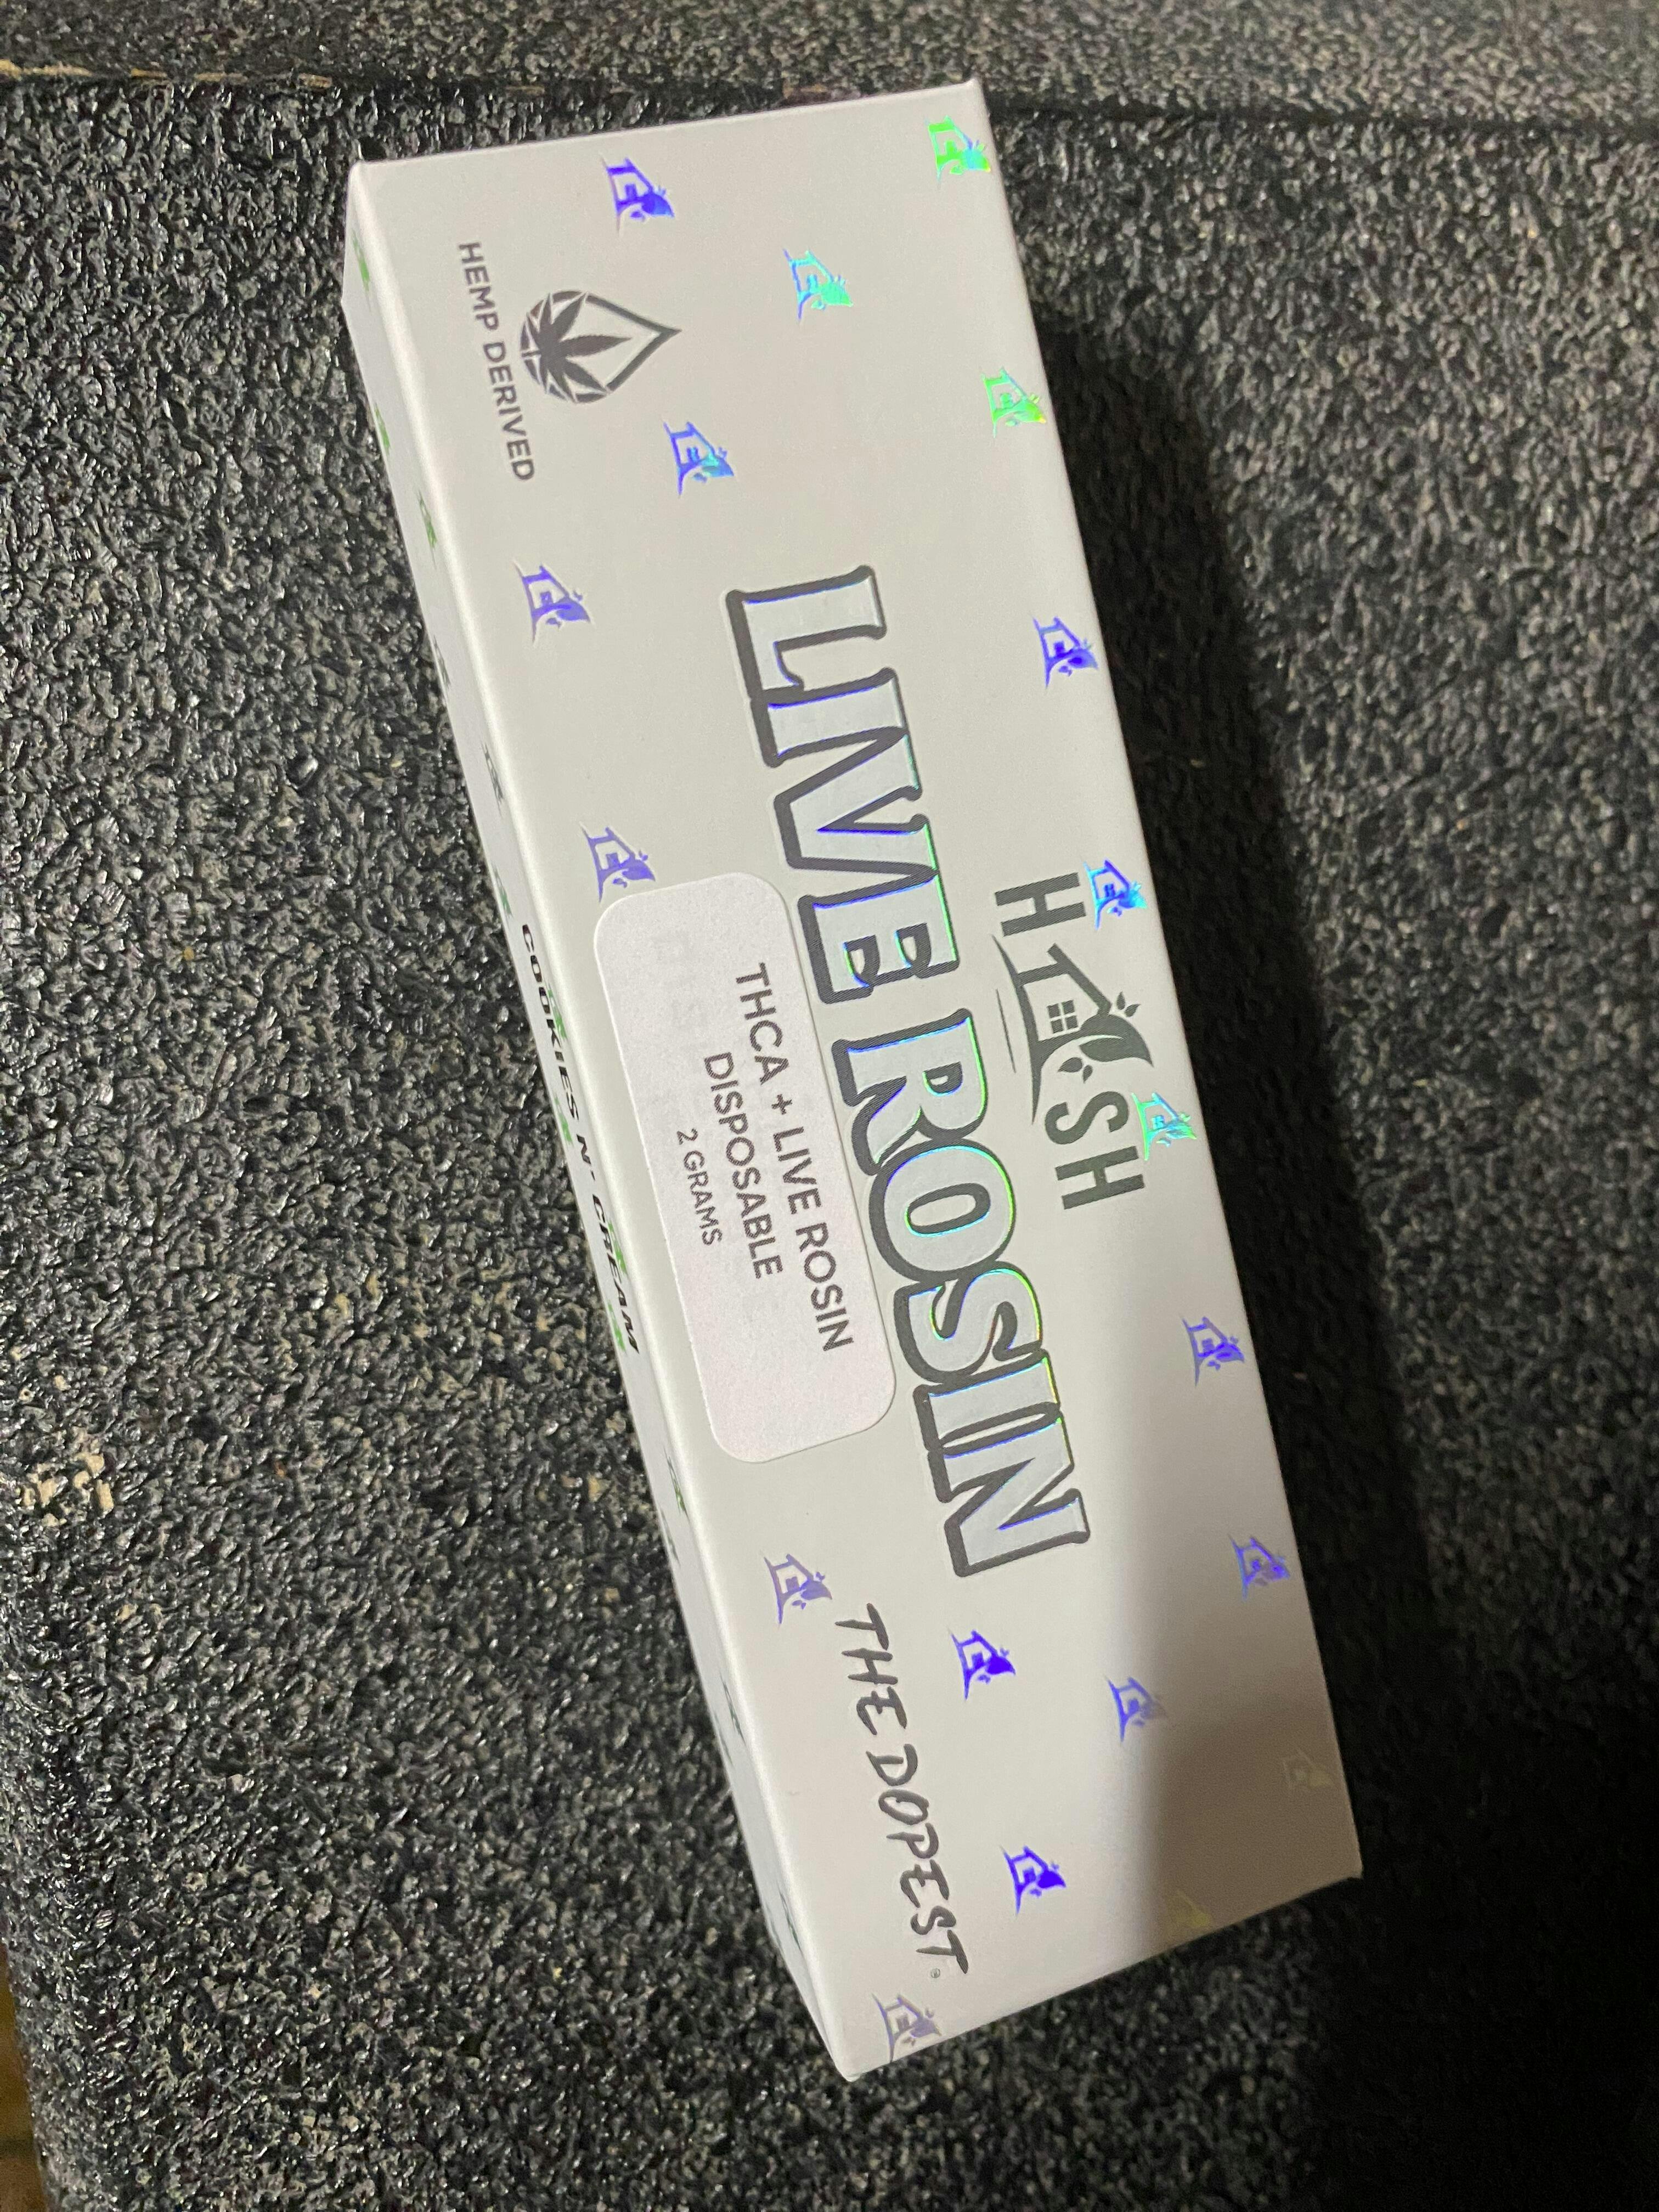 H SH
LIVE ROSIN
THCA + LIVE ROSIN
DISPOSABLE
2 GRAMS
HEMP DERIVED
THE DOPEST®
COOKIES N' CREAM